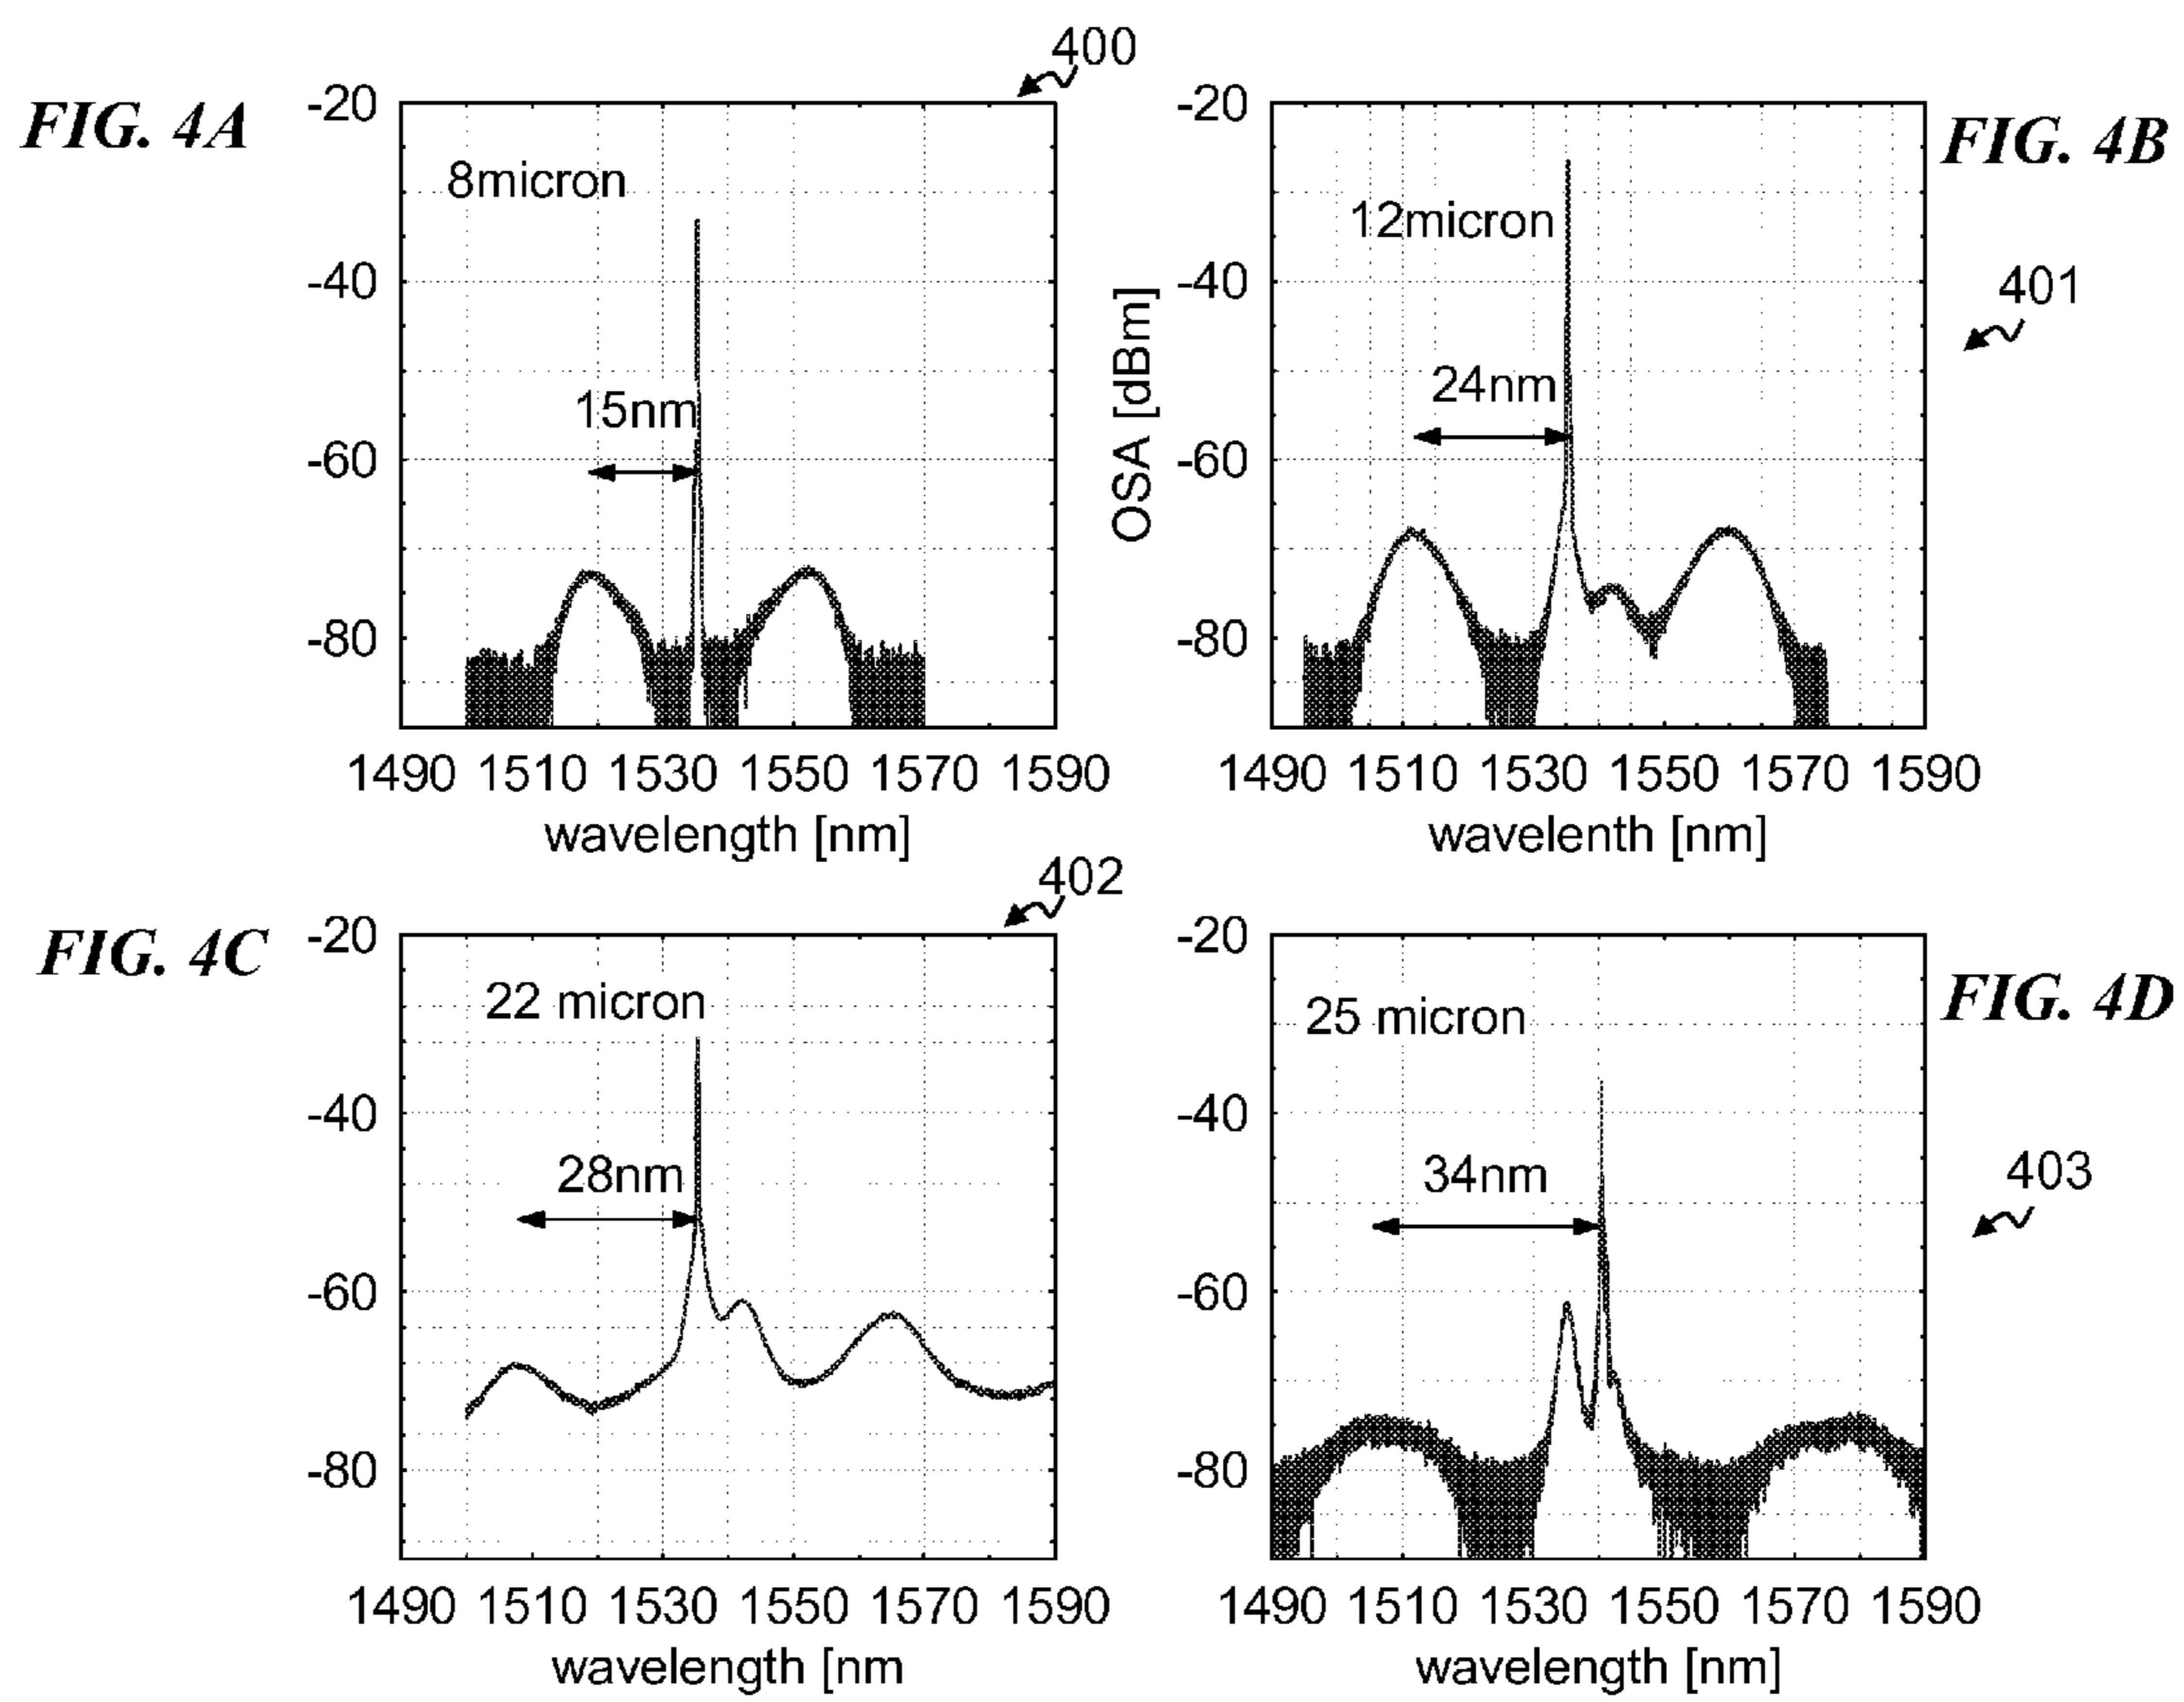 400
FIG. 4A
-20
8micron
-40
15nm
-60
-80
1490 1510 1530 1550 1570 1590
wavelength [nm]
FIG. 4B
-20
12micron
401
OSA [dBm]
-40
24nm
-60
-80
1490 1510 1530 1550 1570 1590
wavelenth [nm]
402
FIG. 4C
-20
22 micron
-40
28nm
-60
-80
1490 1510 1530 1550 1570 1590
wavelength [nm
FIG. 4D
-20
25 micron
-40
34nm
403
-60
-80
1490 1510 1530 1550 1570 1590
wavelength [nm]